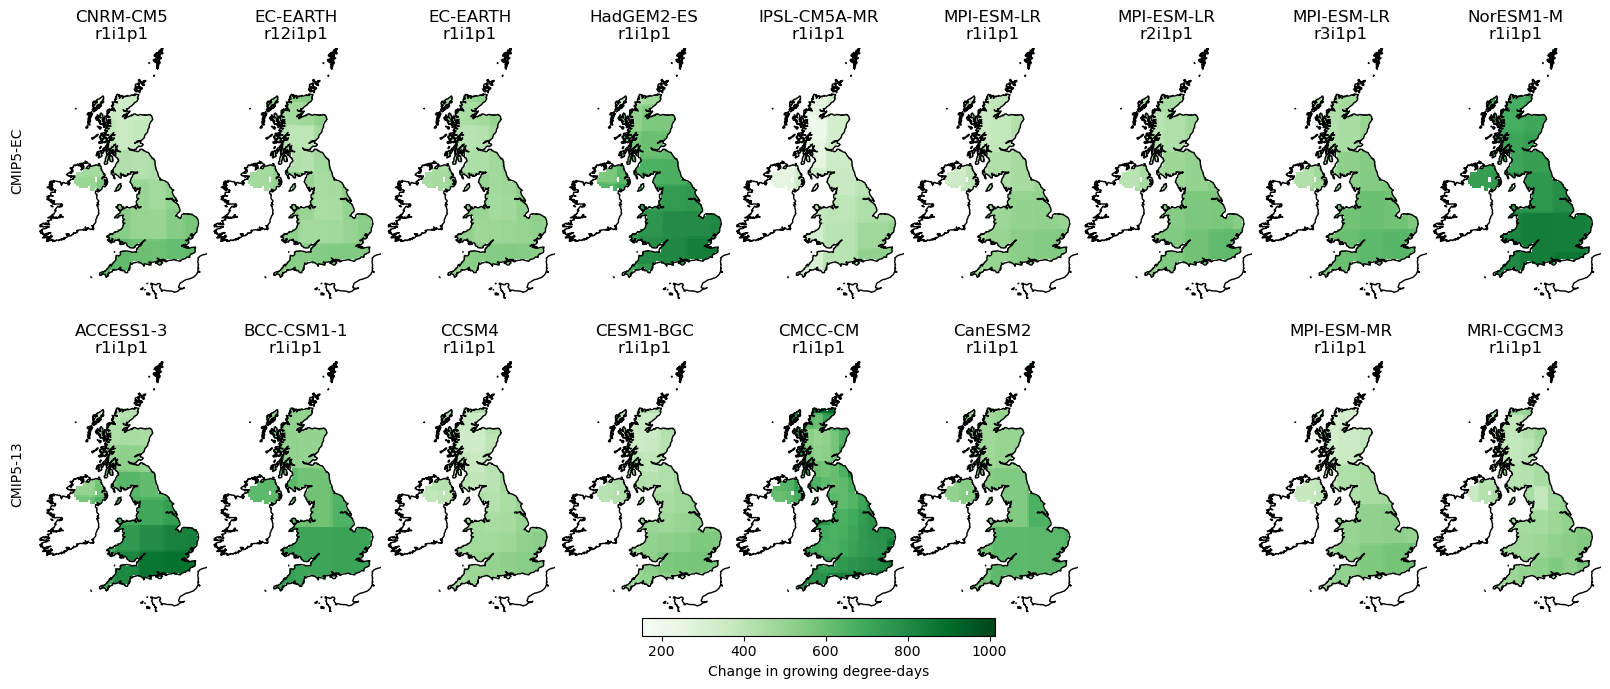 CNRM-CM5
r1i1p1
EC-EARTH
r12i1p1
EC-EARTH
r1i1p1
HadGEM2-ES
r1i1p1
IPSL-CM5A-MR
r1i1p1
MPI-ESM-LR
r1i1p1
MPI-ESM-LR
r2i1p1
MPI-ESM-LR
r3i1p1
NorESM1-M
r1i1p1
CMIP5-EC
ACCESS1-3
r1i1p1
BCC-CSM1-1
r1i1p1
CCSM4
r1i1p1
CESM1-BGC
r1i1p1
CMCC-CM
r1i1p1
CanESM2
r1i1p1
MPI-ESM-MR
r1i1p1
MRI-CGCM3
r1i1p1
CMIP5-13
200 400 600 800 1000
Change in growing degree-days